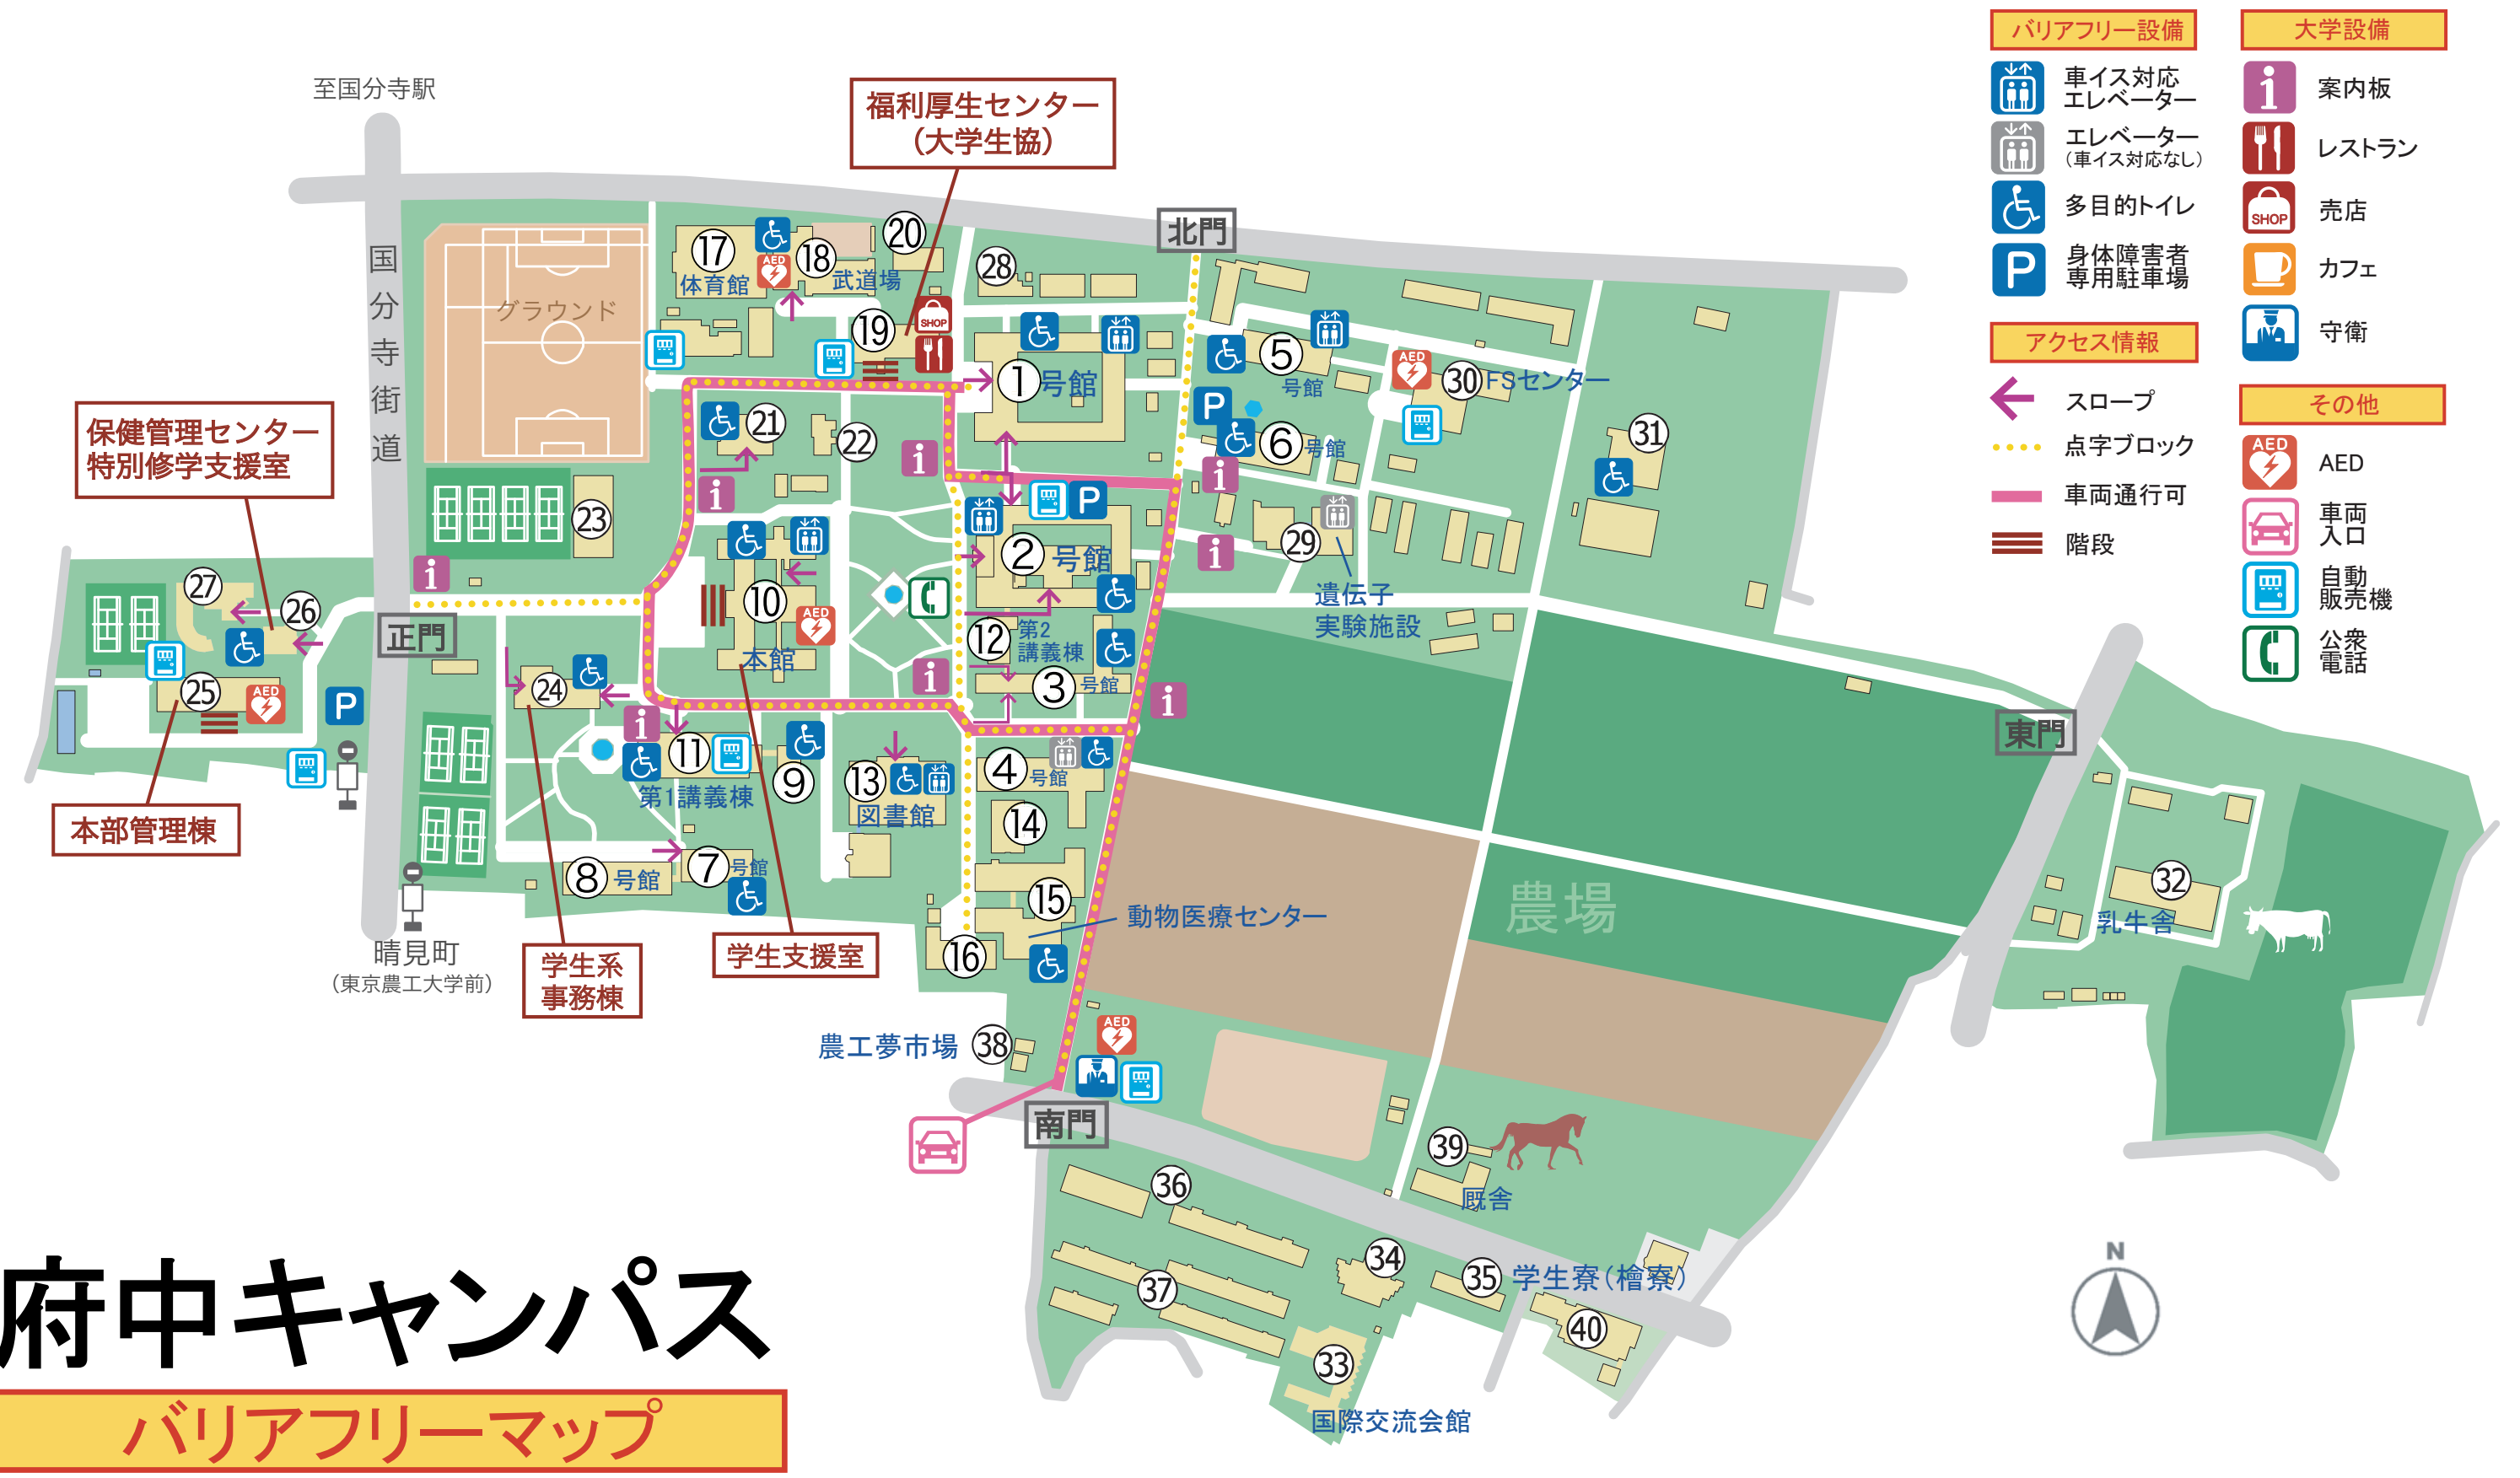 バリアフリー設備
車イス対応
エレベーター
エレベーター
（車イス対応なし）
多目的トイレ
P
身体障害者
専用駐車場
アクセス情報
スロープ
点字ブロック
車両通行可
階段
大学設備
i
案内板
レストラン
SHOP
売店
カフェ
守衛
その他
AED
AED
車両
入口
自動
販売機
公衆
電話
至国分寺駅
国分寺街道
福利厚生センター
（大学生協）
北門
グラウンド
17
体育館
AED
18
武道場
20
28
19
SHOP
1
号館
5
号館
AED
30
FSセンター
P
6
号館
31
21
22
i
i
i
保健管理センター
特別修学支援室
23
P
2
号館
29
i
遺伝子
実験施設
i
27
26
正門
10
AED
本館
12
第2
講義棟
3
号館
i
i
25
AED
P
24
i
11
第1講義棟
9
13
図書館
4
号館
14
東門
本部管理棟
8
号館
7
号館
15
動物医療センター
16
農場
32
乳牛舎
晴見町
（東京農工大学前）
学生系
事務棟
学生支援室
農工夢市場
38
AED
南門
39
厩舎
36
37
34
35
学生寮（檜寮）
40
33
国際交流会館
N
府中キャンパス
バリアフリーマップ